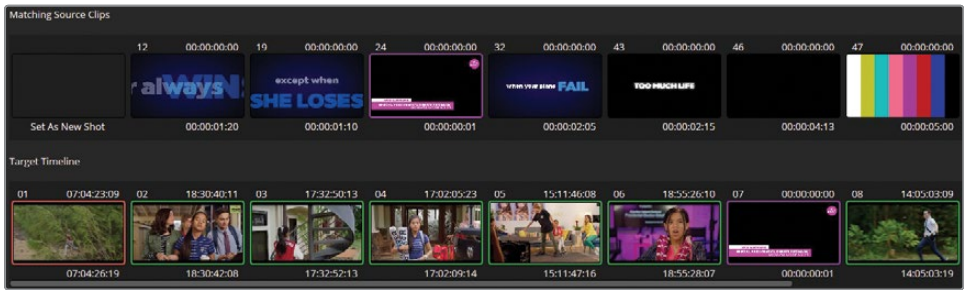 Matching Source Clips
12 00:00:00:00 19 00:00:00:00 24 00:00:00:00 32 00:00:00:00 43 00:00:00:00 46 00:00:00:00 47 00:00:00:00
r always WINS
except when
SHE LOSES
when your plans FAIL
TOO MUCH LIFE
Set As New Shot 00:00:01:20 00:00:01:10 00:00:00:01 00:00:02:05 00:00:02:15 00:00:04:13 00:00:05:00
Target Timeline
01 07:04:23:09 02 18:30:40:11 03 17:32:50:13 04 17:02:05:23 05 15:11:46:08 06 18:55:26:10 07 00:00:00:00 08 14:05:03:09
07:04:26:19 18:30:42:08 17:32:52:13 17:02:09:14 15:11:47:16 18:55:28:07 00:00:00:01 14:05:03:19